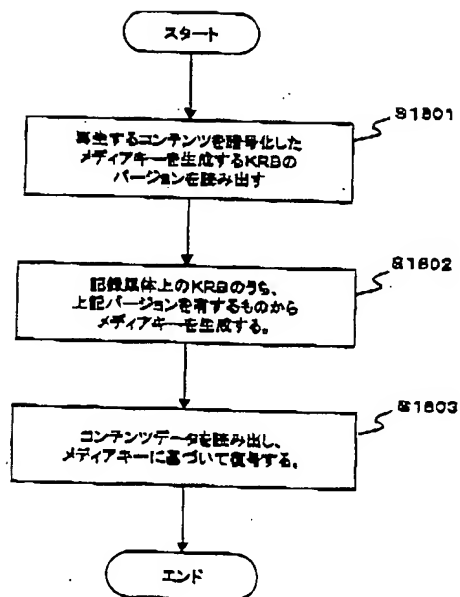 スタート
S1801
再生するコンテンツを暗号化した
メディアキーを生成するKRBの
バージョンを読み出す
S1802
記録媒体上のKRBのうち、
上記バージョンを有するものから
メディアキーを生成する。
S1803
コンテンツデータを読み出し、
メディアキーに基づいて復号する。
エンド